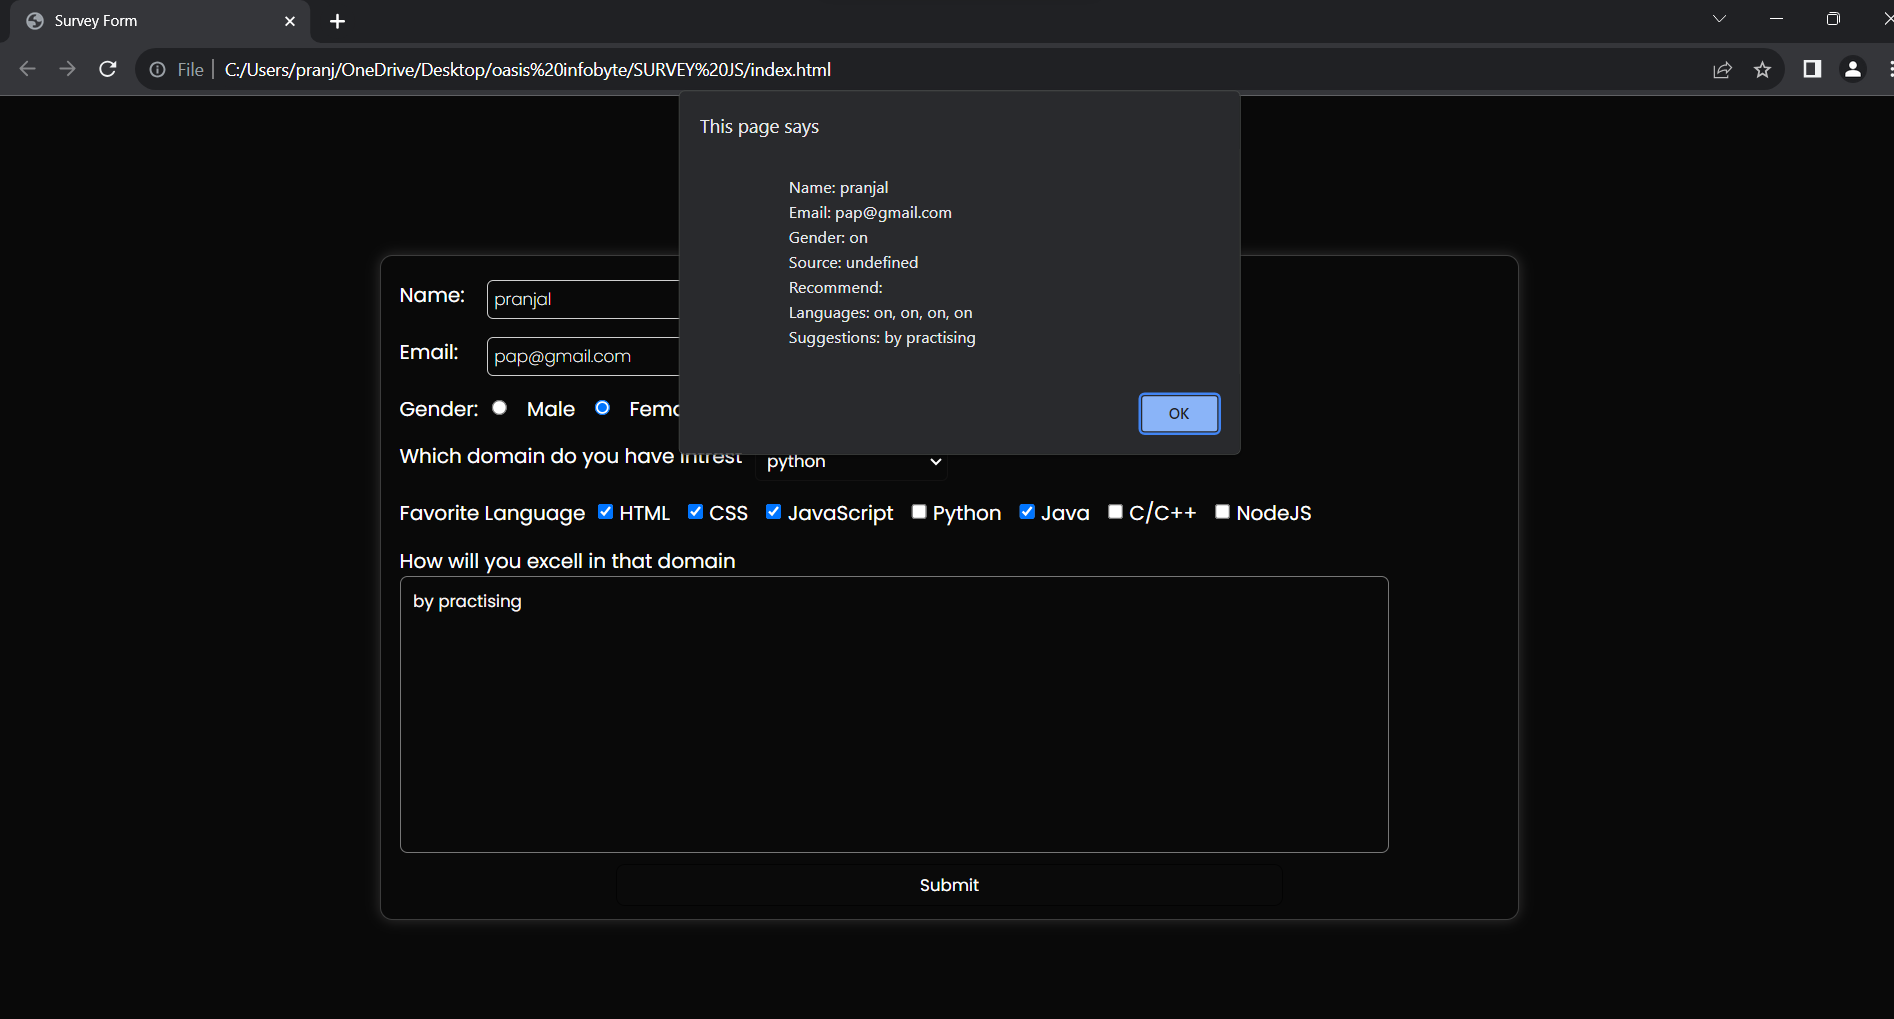 Survey Form
File
C:/Users/pranj/OneDrive/Desktop/oasis%20infobyte/SURVEY%20JS/index.html
This page says
Name: pranjal
Email: pap@gmail.com
Gender: on
Source: undefined
Recommend:
Languages: on, on, on, on
Suggestions: by practising
OK
Name: pranjal
Email: pap@gmail.com
Gender: Male
Which domain do you have intrest python
Favorite Language HTML CSS JavaScript Python Java C/C++ NodeJS
How will you excell in that domain
by practising
Submit